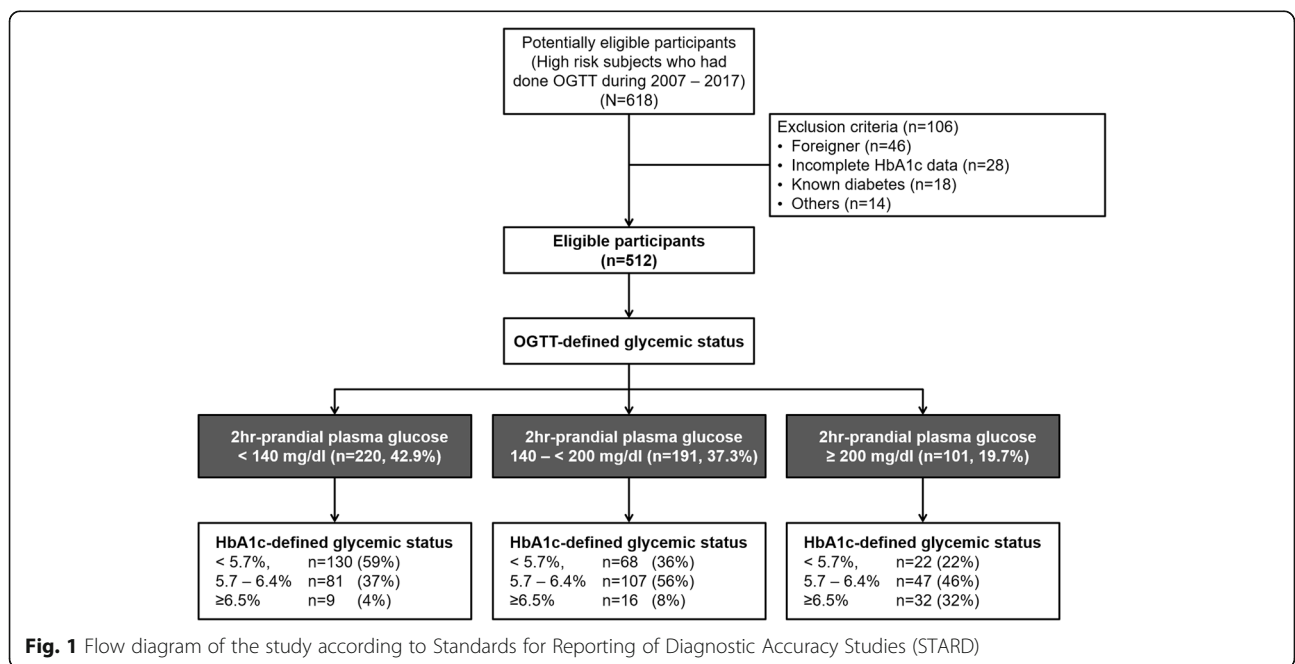 Potentially eligible participants
(High risk subjects who had
done OGTT during 2007 – 2017)
(N=618)
Exclusion criteria (n=106)
• Foreigner (n=46)
• Incomplete HbA1c data (n=28)
• Known diabetes (n=18)
• Others (n=14)
Eligible participants
(n=512)
OGTT-defined glycemic status
2hr-prandial plasma glucose
< 140 mg/dl (n=220, 42.9%)
2hr-prandial plasma glucose
140 – < 200 mg/dl (n=191, 37.3%)
2hr-prandial plasma glucose
≥ 200 mg/dl (n=101, 19.7%)
HbA1c-defined glycemic status
< 5.7%, n=130 (59%)
5.7 – 6.4% n=81 (37%)
≥6.5% n=9 (4%)
HbA1c-defined glycemic status
< 5.7%, n=68 (36%)
5.7 – 6.4% n=107 (56%)
≥6.5% n=16 (8%)
HbA1c-defined glycemic status
< 5.7%, n=22 (22%)
5.7 – 6.4% n=47 (46%)
≥6.5% n=32 (32%)
Fig. 1 Flow diagram of the study according to Standards for Reporting of Diagnostic Accuracy Studies (STARD)